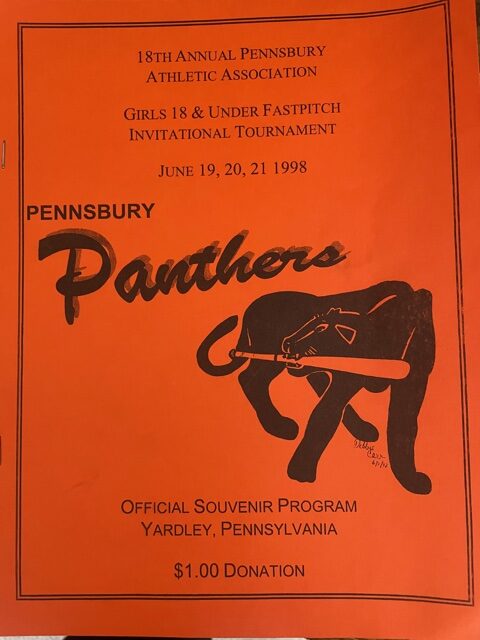 18TH ANNUAL PENNSBURY
ATHLETIC ASSOCIATION
GIRLS 18 & UNDER FASTPITCH
INVITATIONAL TOURNAMENT
JUNE 19, 20, 21 1998
PENNSBURY
Panthers
OFFICIAL SOUVENIR PROGRAM
YARDLEY, PENNSYLVANIA
$1.00 DONATION